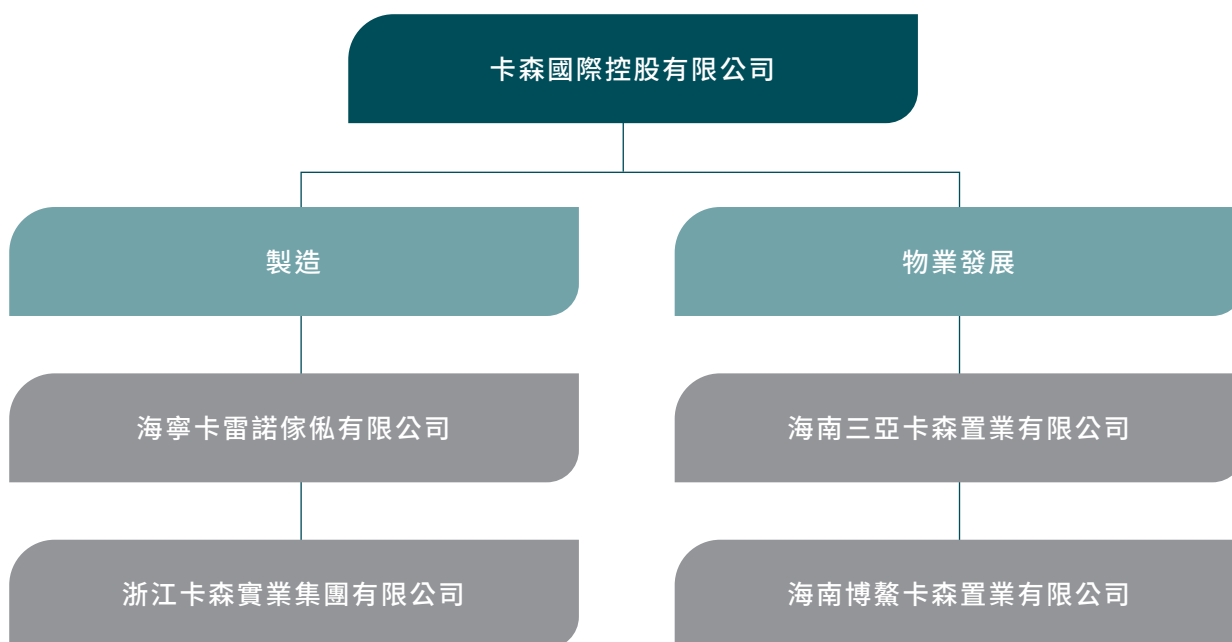 卡森國際控股有限公司
製造
物業發展
海寧卡雷諾傢俬有限公司
海南三亞卡森置業有限公司
浙江卡森實業集團有限公司
海南博鰲卡森置業有限公司